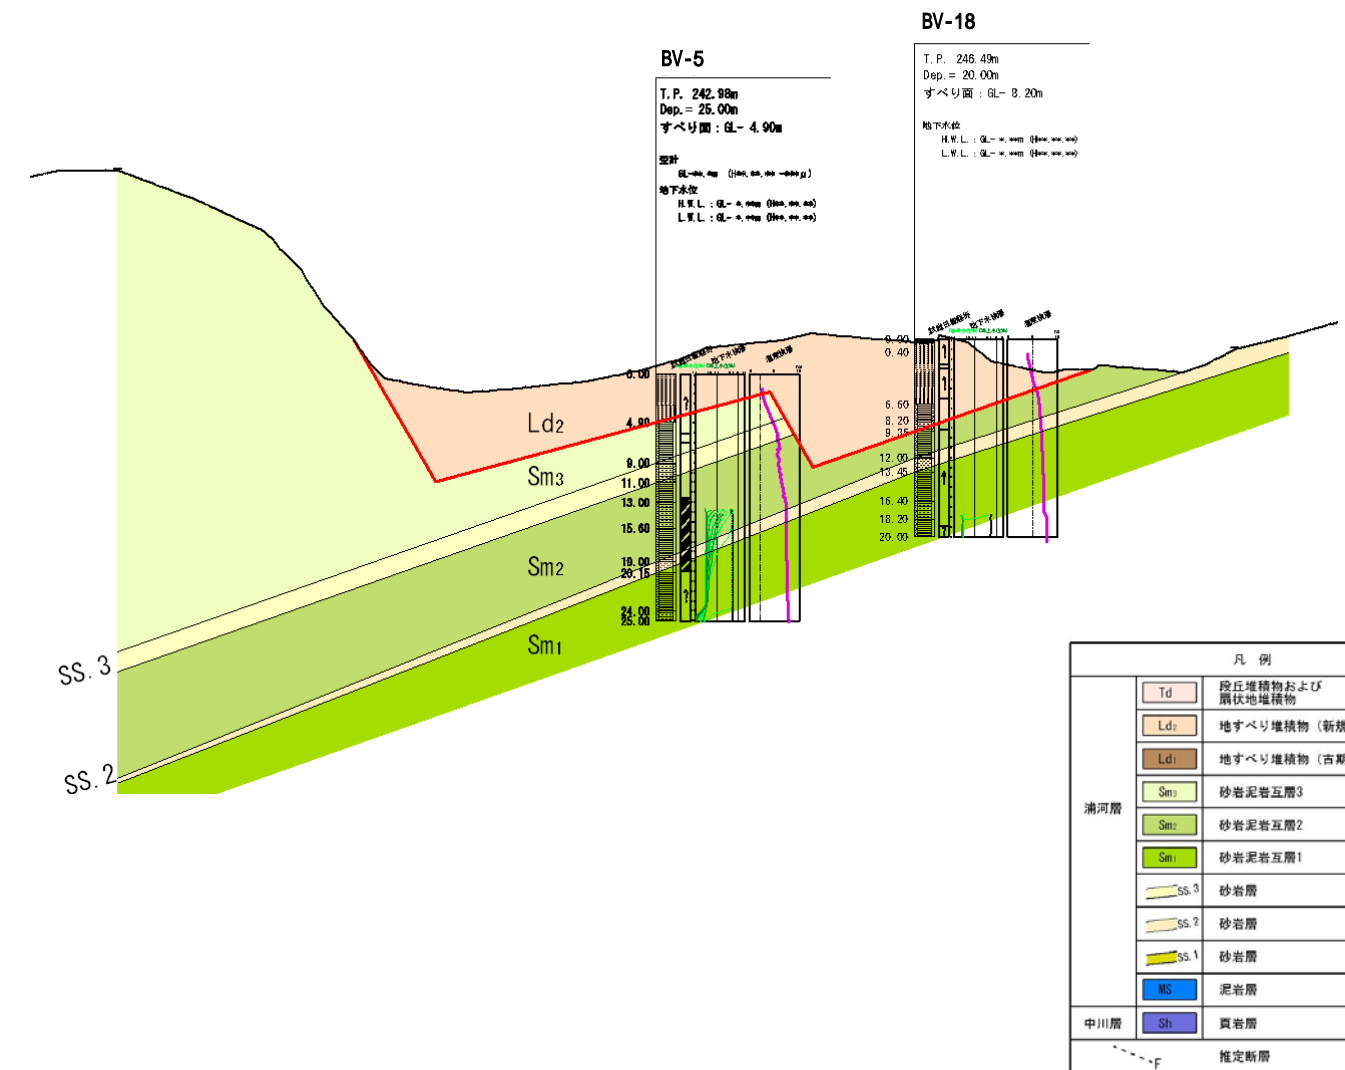 BV-18
T.P. 246.49m
Dep.= 20.00m
すべり面：GL- 8.20m
地下水位
H.W.L.：GL- *.**m (H**.**.**)
L.W.L.：GL- *.**m (H**.**.**)
BV-5
T.P. 242.98m
Dep.= 25.00m
すべり面：GL- 4.90m
歪計
GL-**.*m (H**.**.** -***μ)
地下水位
H.W.L.：GL- *.**m (H**.**.**)
L.W.L.：GL- *.**m (H**.**.**)
0.00
0.40
6.60
8.20
9.35
12.00
13.45
16.40
18.20
20.00
0.00
4.90
9.00
11.00
13.00
15.60
19.00
20.15
24.00
25.00
Ld2
Sm3
Sm2
Sm1
SS.3
SS.2
凡 例
浦河層
Td 段丘堆積物および
扇状地堆積物
Ld2 地すべり堆積物（新規
Ld1 地すべり堆積物（古期
Sm3 砂岩泥岩互層3
Sm2 砂岩泥岩互層2
Sm1 砂岩泥岩互層1
SS.3 砂岩層
SS.2 砂岩層
SS.1 砂岩層
MS 泥岩層
中川層 Sh 頁岩層
F 推定断層